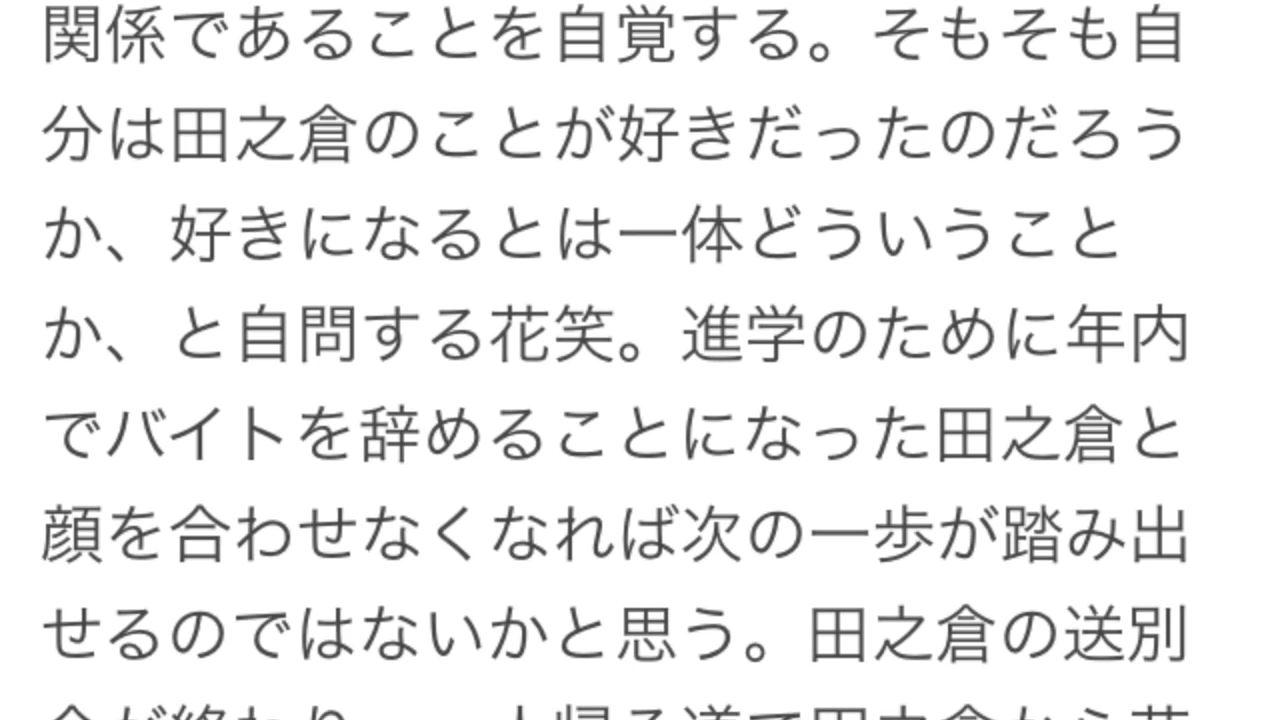 関係であることを自覚する。そもそも自
分は田之倉のことが好きだったのだろう
か、好きになるとは一体どういうこと
か、と自問する花笑。進学のために年内
でバイトを辞めることになった田之倉と
顔を合わせなくなれば次の一歩が踏み出
せるのではないかと思う。田之倉の送別